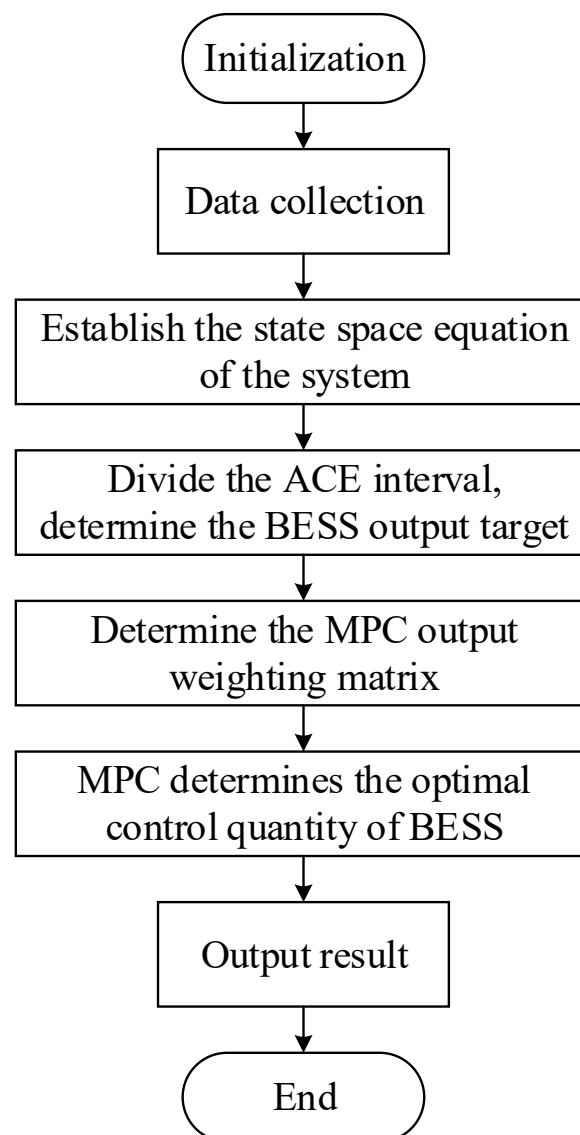 Initialization
Data collection
Establish the state space equation
of the system
Divide the ACE interval,
determine the BESS output target
Determine the MPC output
weighting matrix
MPC determines the optimal
control quantity of BESS
Output result
End